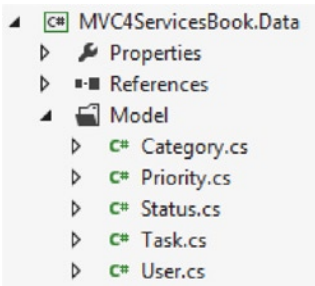 C# MVC4ServicesBook.Data
Properties
References
Model
C# Category.cs
C# Priority.cs
C# Status.cs
C# Task.cs
C# User.cs